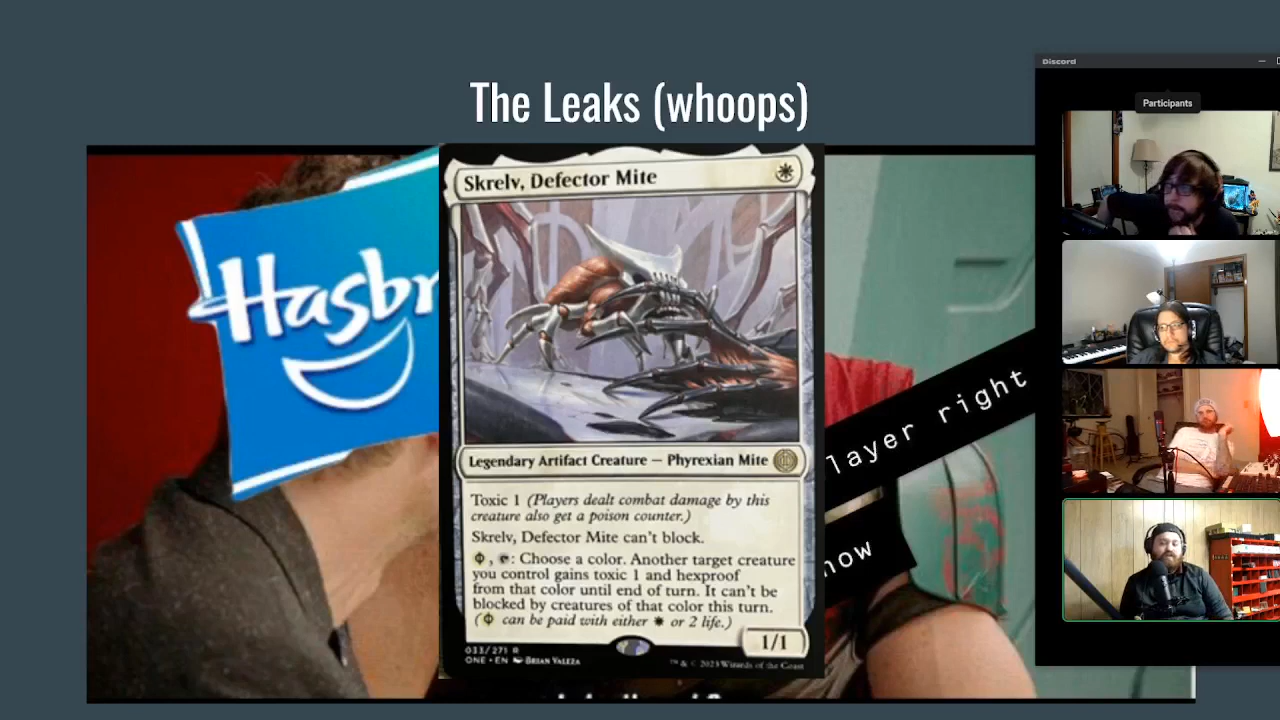 The Leaks (whoops)
Discord
Participants
Hasbr
Skrelv, Defector Mite
layer right
now
Legendary Artifact Creature — Phyrexian Mite
Toxic 1 (Players dealt combat damage by this
creature also get a poison counter.)
Skrelv, Defector Mite can't block.
, : Choose a color. Another target creature
you control gains toxic 1 and hexproof
from that color until end of turn. It can't be
blocked by creatures of that color this turn.
( can be paid with either or 2 life.)
1/1
033/271 R
ONE • EN BRIAN VALEZA
™ & © 2023 Wizards of the Coast